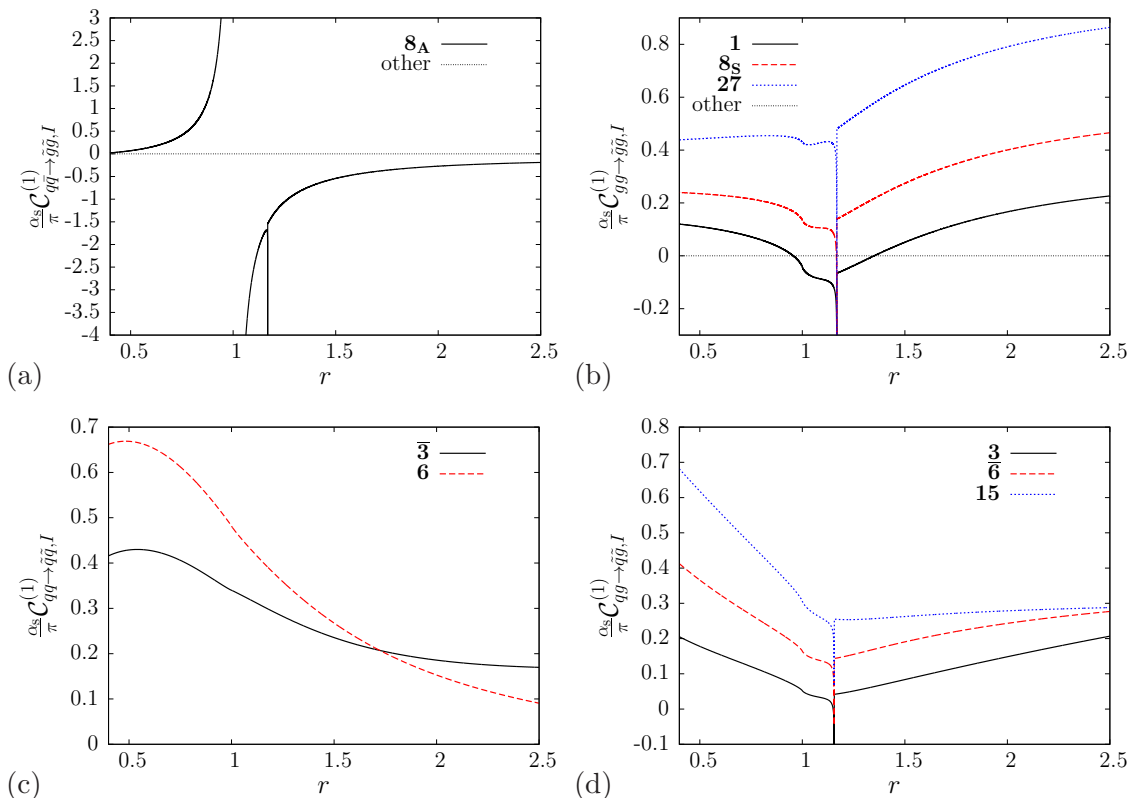 3
2.5
2
1.5
1
0.5
0
-0.5
-1
-1.5
-2
-2.5
-3
-3.5
-4
0.5 1 1.5 2 2.5
αs/π C(1) qq̄→g̃g̃,I
r
8A
other
(a)
0.8
0.6
0.4
0.2
0
-0.2
0.5 1 1.5 2 2.5
αs/π C(1) gg→g̃g̃,I
r
1
8S
27
other
(b)
0.7
0.6
0.5
0.4
0.3
0.2
0.1
0
0.5 1 1.5 2 2.5
αs/π C(1) qq→q̃q̃,I
r
3̅
6
(c)
0.8
0.7
0.6
0.5
0.4
0.3
0.2
0.1
0
-0.1
0.5 1 1.5 2 2.5
αs/π C(1) qg→q̃g̃,I
r
3
6̅
15
(d)